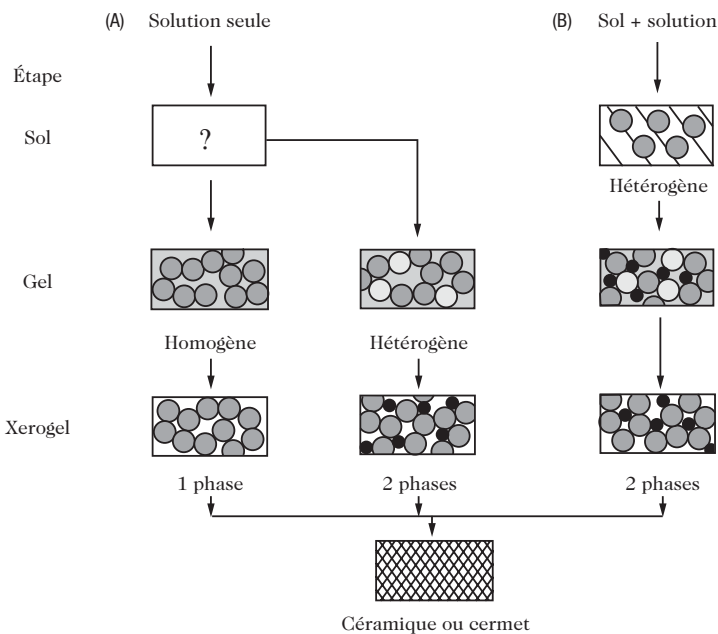 (A) Solution seule
(B) Sol + solution
Étape
Sol
?
Hétérogène
Gel
Homogène
Hétérogène
Xerogel
1 phase
2 phases
2 phases
Céramique ou cermet